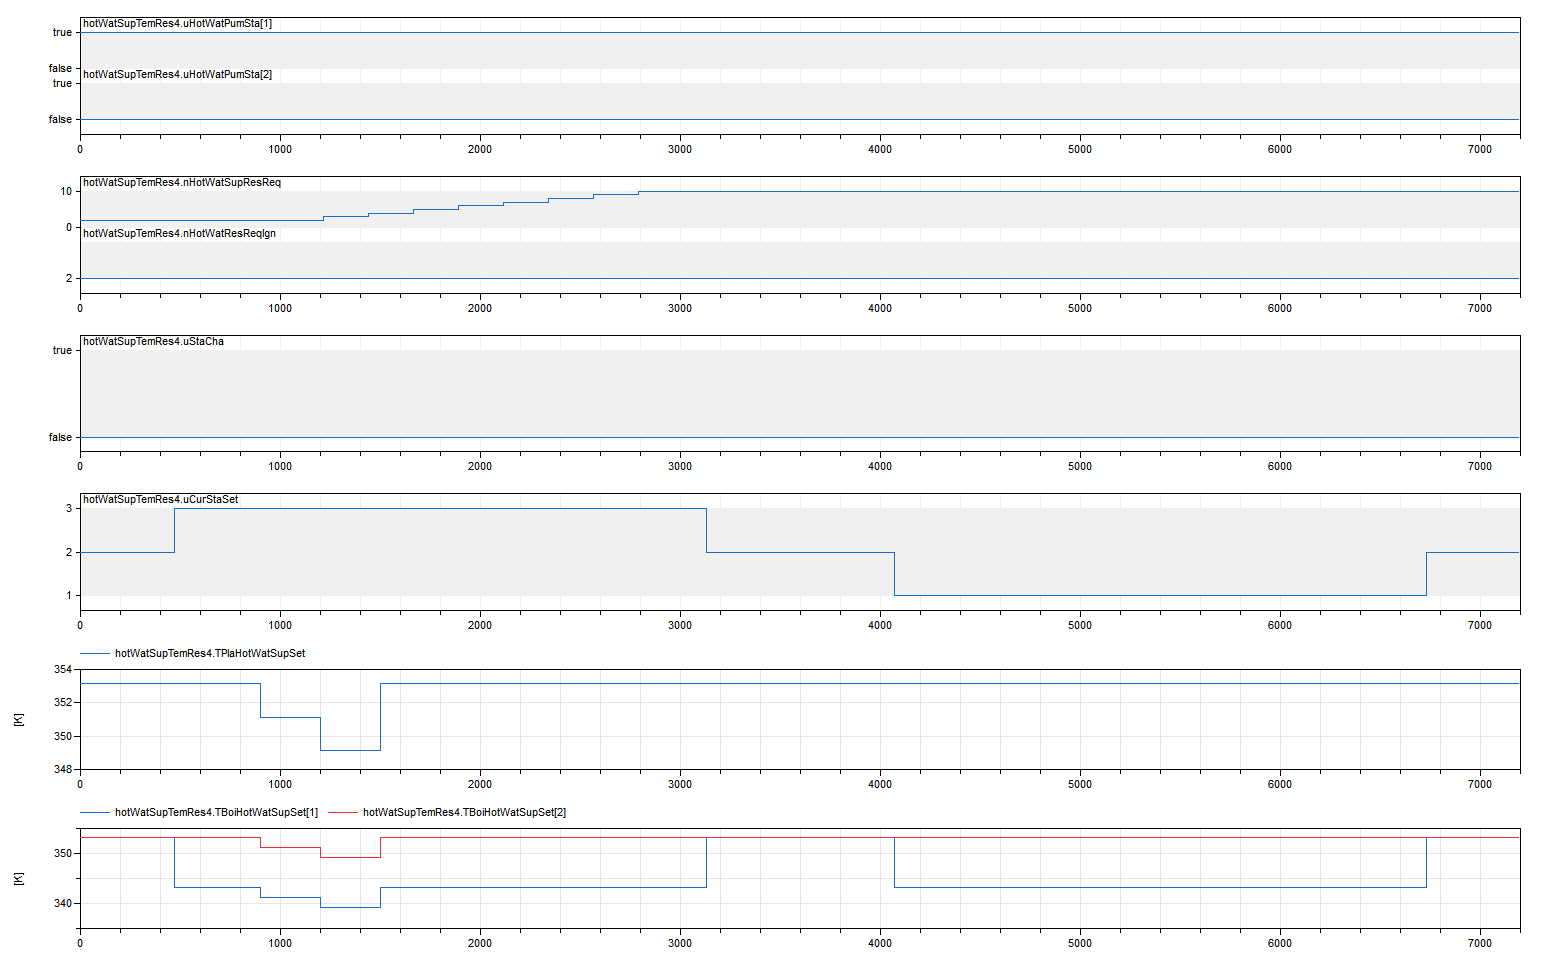 hotWatSupTemRes4.uHotWatPumSta[1]
true
false
hotWatSupTemRes4.uHotWatPumSta[2]
true
false
0 1000 2000 3000 4000 5000 6000 7000
hotWatSupTemRes4.nHotWatSupResReq
10
0
hotWatSupTemRes4.nHotWatResReqIgn
2
0 1000 2000 3000 4000 5000 6000 7000
hotWatSupTemRes4.uStaCha
true
false
0 1000 2000 3000 4000 5000 6000 7000
hotWatSupTemRes4.uCurStaSet
3
2
1
0 1000 2000 3000 4000 5000 6000 7000
hotWatSupTemRes4.TPlaHotWatSupSet
354
352
350
348
[K]
0 1000 2000 3000 4000 5000 6000 7000
hotWatSupTemRes4.TBoiHotWatSupSet[1] hotWatSupTemRes4.TBoiHotWatSupSet[2]
350
340
[K]
0 1000 2000 3000 4000 5000 6000 7000